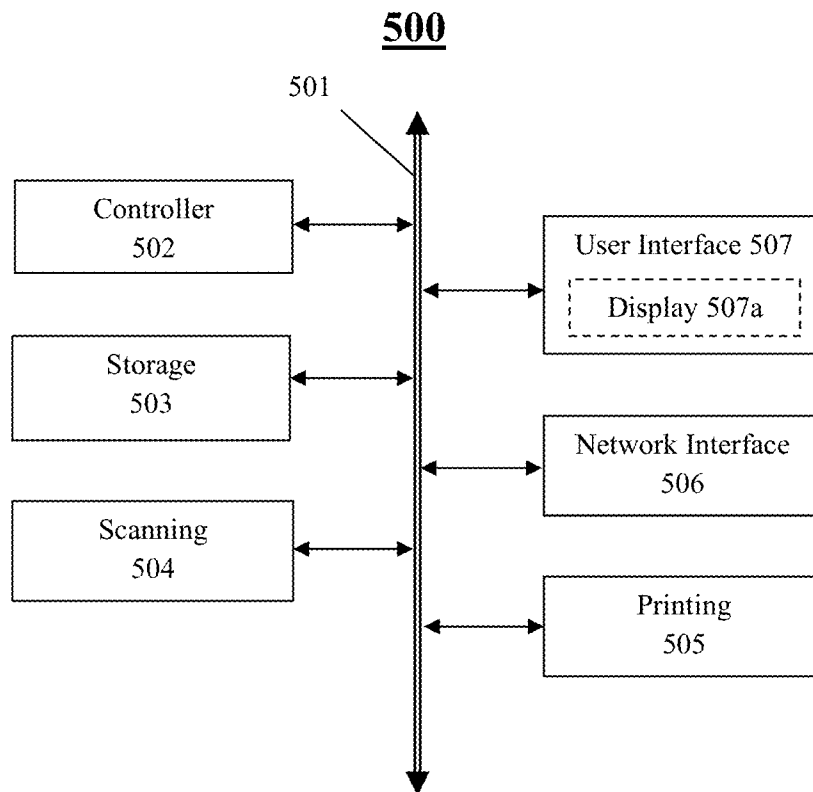 500
501
Controller
502
Storage
503
Scanning
504
User Interface 507
Display 507a
Network Interface
506
Printing
505